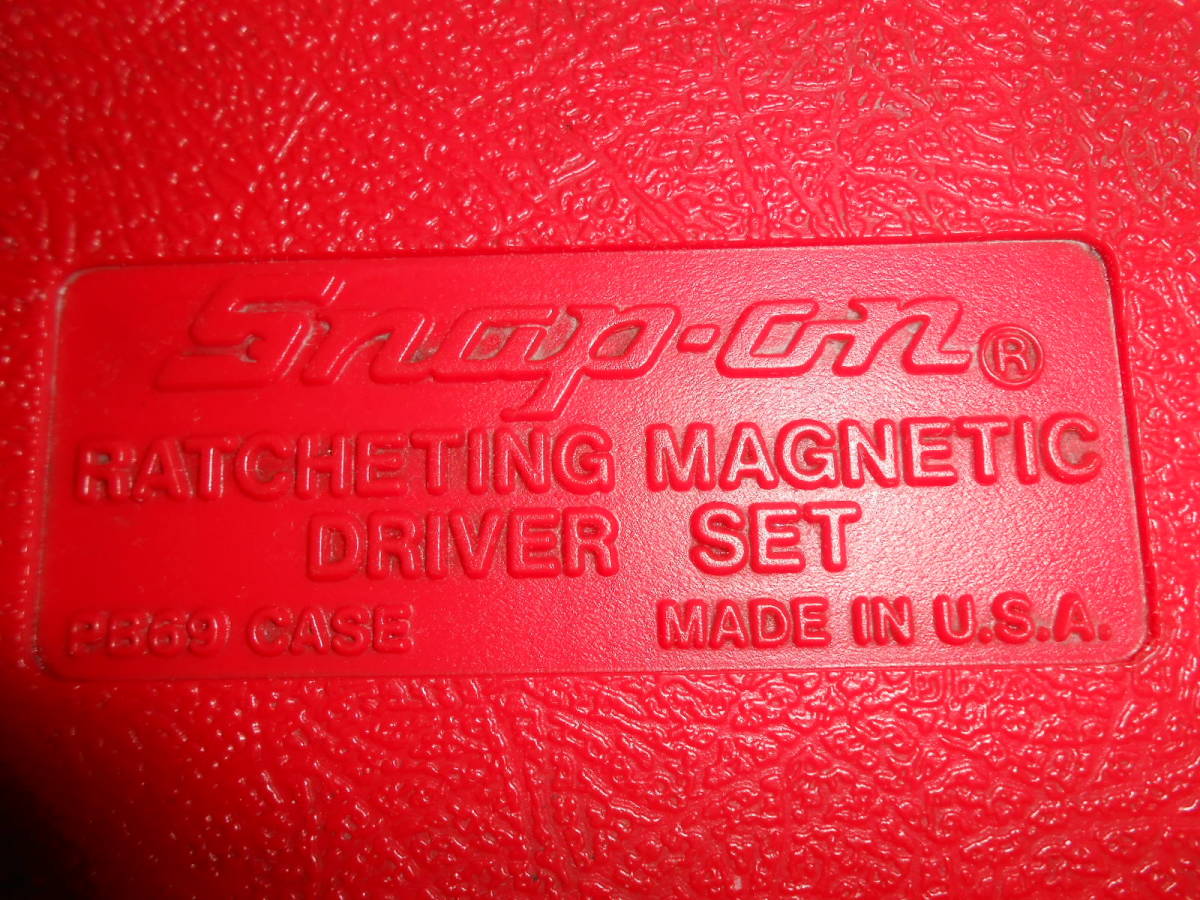 Snap-on®
RATCHETING MAGNETIC
DRIVER SET
PB69 CASE MADE IN U.S.A.